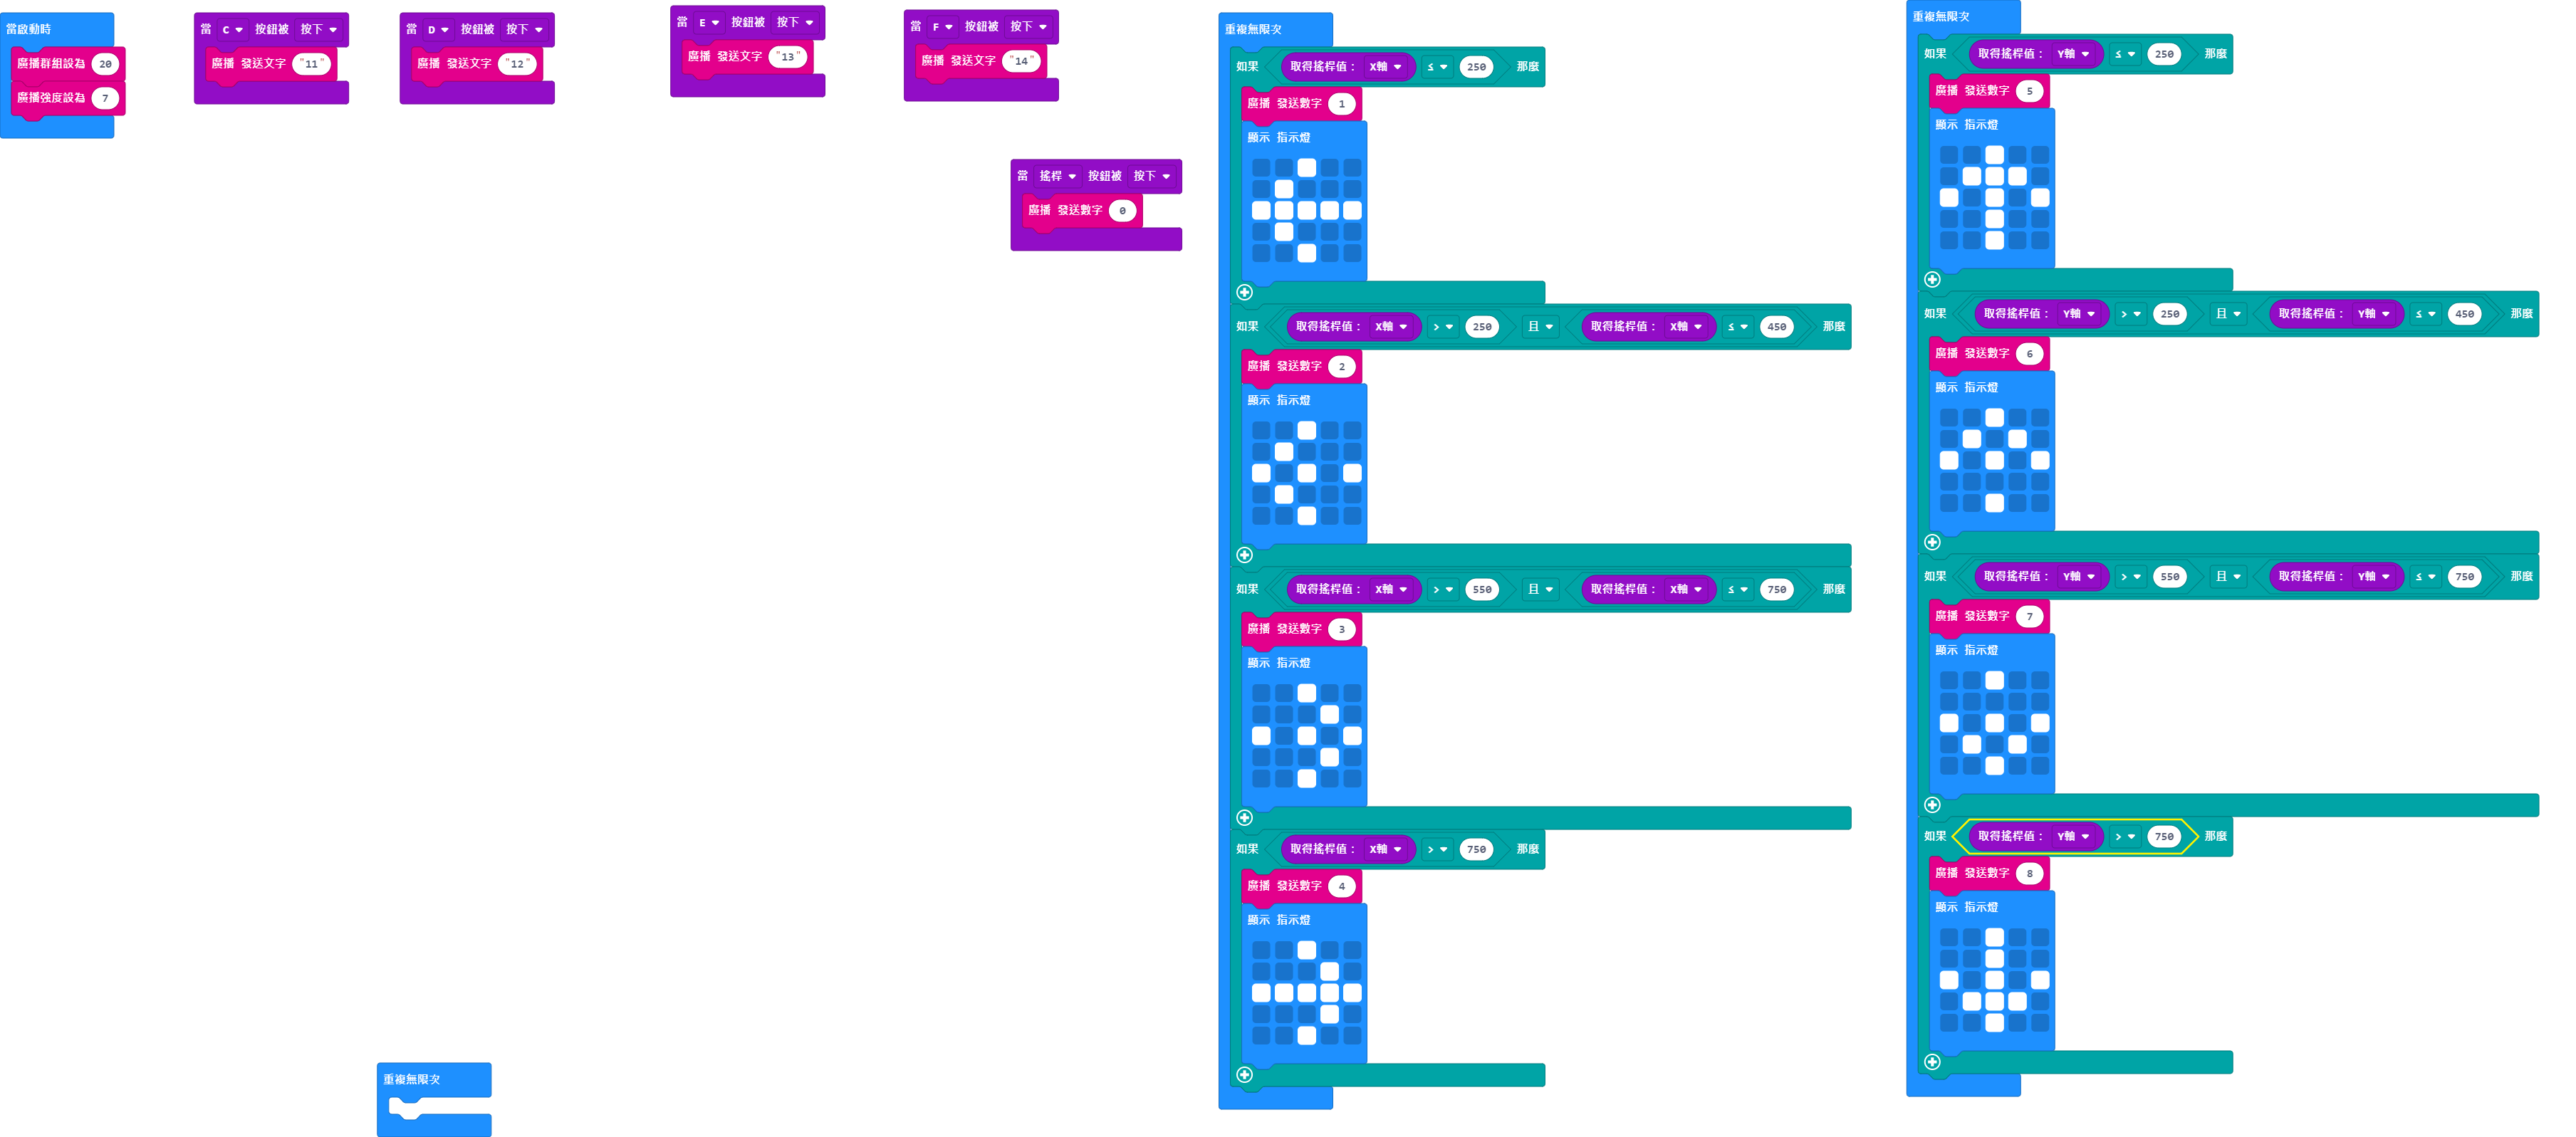 當啟動時
廣播群組設為 20
廣播強度設為 7
當 C 按鈕被 按下
廣播 發送文字 "11"
當 D 按鈕被 按下
廣播 發送文字 "12"
當 E 按鈕被 按下
廣播 發送文字 "13"
當 F 按鈕被 按下
廣播 發送文字 "14"
當 搖桿 按鈕被 按下
廣播 發送數字 0
重複無限次
重複無限次
如果 取得搖桿值： X軸 ≤ 250 那麼
廣播 發送數字 1
顯示 指示燈
如果 取得搖桿值： X軸 > 250 且 取得搖桿值： X軸 ≤ 450 那麼
廣播 發送數字 2
顯示 指示燈
如果 取得搖桿值： X軸 > 550 且 取得搖桿值： X軸 ≤ 750 那麼
廣播 發送數字 3
顯示 指示燈
如果 取得搖桿值： X軸 > 750 那麼
廣播 發送數字 4
顯示 指示燈
重複無限次
如果 取得搖桿值： Y軸 ≤ 250 那麼
廣播 發送數字 5
顯示 指示燈
如果 取得搖桿值： Y軸 > 250 且 取得搖桿值： Y軸 ≤ 450 那麼
廣播 發送數字 6
顯示 指示燈
如果 取得搖桿值： Y軸 > 550 且 取得搖桿值： Y軸 ≤ 750 那麼
廣播 發送數字 7
顯示 指示燈
如果 取得搖桿值： Y軸 > 750 那麼
廣播 發送數字 8
顯示 指示燈